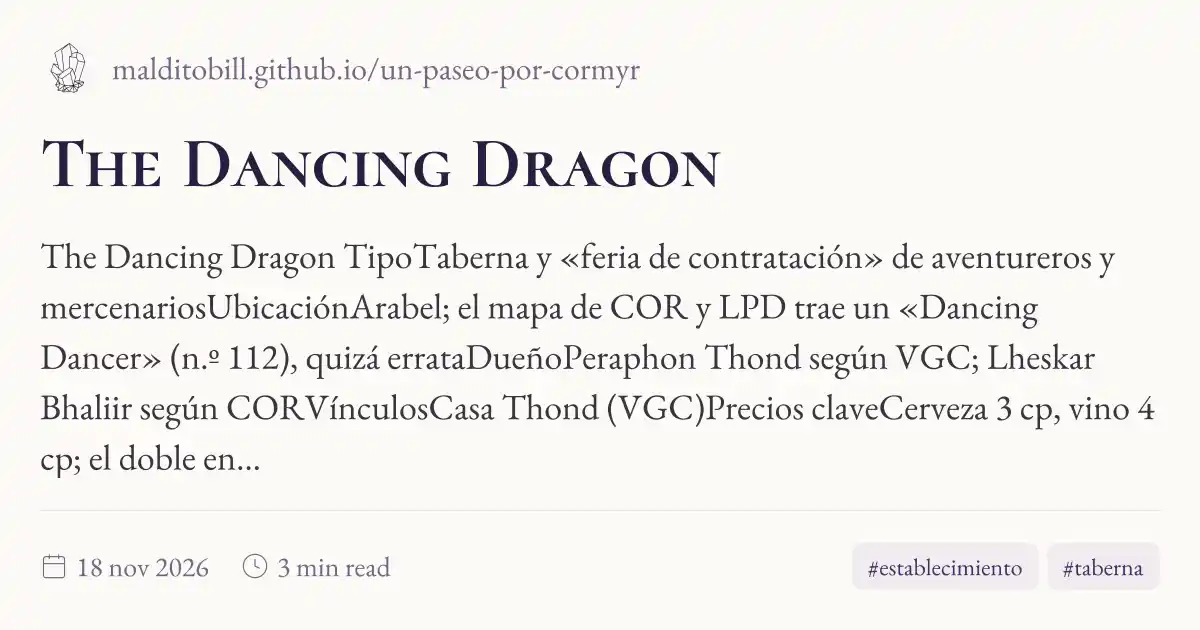 malditobill.github.io/un-paseo-por-cormyr
The Dancing Dragon
The Dancing Dragon TipoTaberna y «feria de contratación» de aventureros y
mercenariosUbicaciónArabel; el mapa de COR y LPD trae un «Dancing
Dancer» (n.º 112), quizá errataDueñoPeraphon Thond según VGC; Lheskar
Bhaliir según CORVínculosCasa Thond (VGC)Precios claveCerveza 3 cp, vino 4
cp; el doble en...
18 nov 2026
3 min read
#establecimiento
#taberna